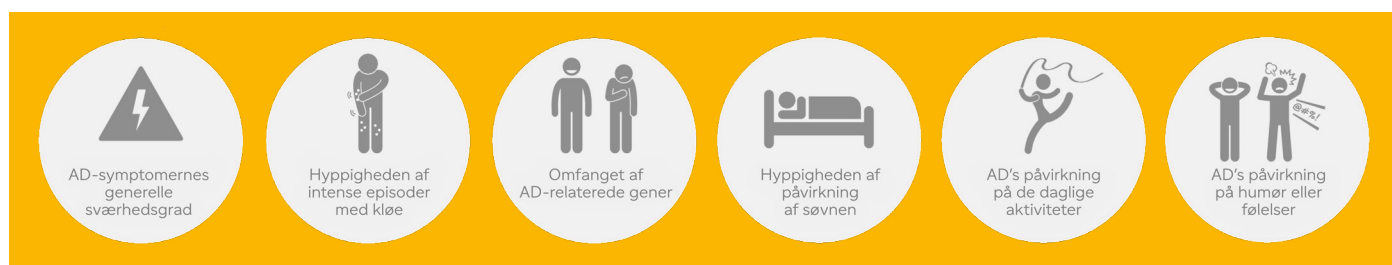 AD-symptomernes
generelle
sværhedsgrad
Hyppigheden af
intense episoder
med kløe
Omfanget af
AD-relaterede gener
Hyppigheden af
påvirkning
af søvnen
AD's påvirkning
på de daglige
aktiviteter
@#%!
AD's påvirkning
på humør eller
følelser